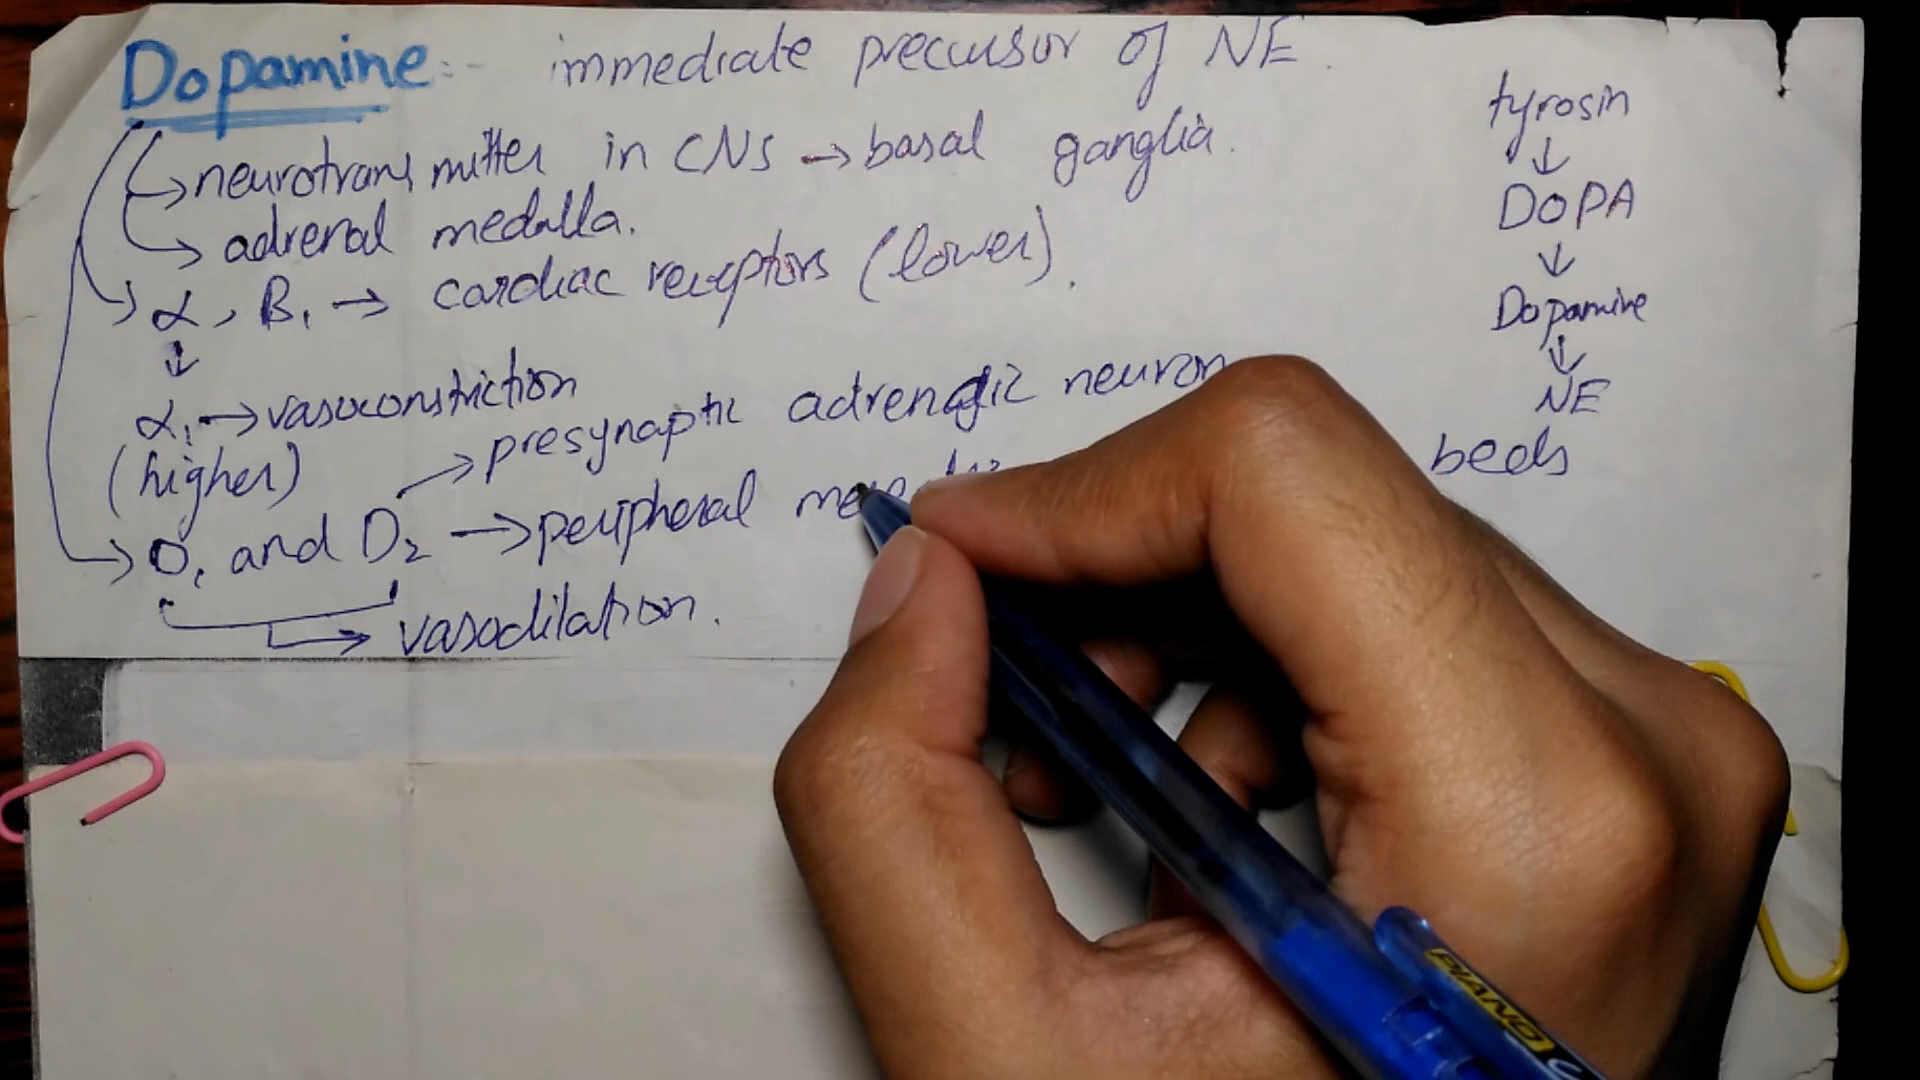 Dopamine:- immediate precusor of NE.
neurotransmitter in CNS → basal ganglia.
adrenal medulla.
α, B₁ → cardiac receptors (lower).
↓
α₁ → vasoconstriction
(higher)
→ presynaptic adrenergic neuron
D₁ and D₂ → peripheral beds
→ vasodilation.
tyrosin
↓
DOPA
↓
Dopamine
↓
NE
PIANO